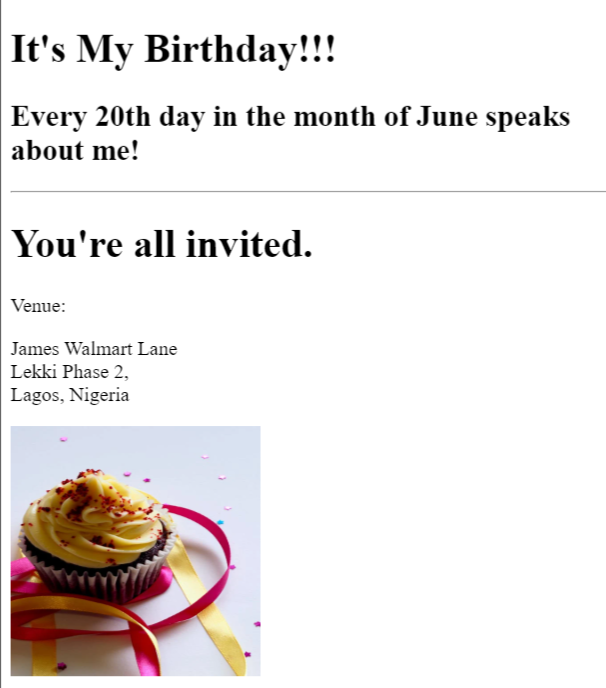 It's My Birthday!!!
Every 20th day in the month of June speaks
about me!
You're all invited.
Venue:
James Walmart Lane
Lekki Phase 2,
Lagos, Nigeria